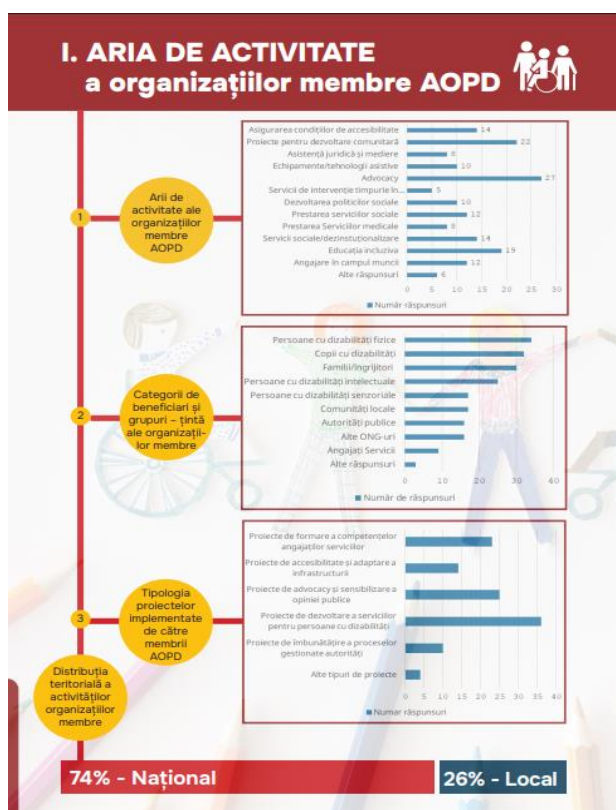 I. ARIA DE ACTIVITATE
a organizațiilor membre AOPD
1
Arii de
activitate ale
organizațiilor
membre
AOPD
Asigurarea condițiilor de accesibilitate 14
Proiecte pentru dezvoltare comunitară 22
Asistență juridică și mediere 8
Echipamente/tehnologii asistive 10
Advocacy 27
Servicii de intervenție timpurie în... 5
Dezvoltarea politicilor sociale 10
Prestarea serviciilor sociale 12
Prestarea Serviciilor medicale 8
Servicii sociale/dezinstuționalizare 14
Educația incluziva 19
Angajare în campul muncii 12
Alte răspunsuri 6
0 5 10 15 20 25 30
Număr răspunsuri
2
Categorii de
beneficiari și
grupuri – țintă
ale organizați-
lor membre
Persoane cu dizabilități fizice
Copii cu dizabilități
Familii/îngrijitori
Persoane cu dizabilități intelectuale
Persoane cu dizabilități senzoriale
Comunități locale
Autorități publice
Alte ONG-uri
Angajați Servicii
Alte răspunsuri
0 10 20 30 40
Număr de răspunsuri
3
Tipologia
proiectelor
implementate
de către
membrii
AOPD
Proiecte de formare a competențelor
angajaților serviciilor
Proiecte de accesibilitate și adaptare a
infrastructurii
Proiecte de advocacy și sensibilizare a
opiniei publice
Proiecte de dezvoltare a serviciilor
pentru persoane cu dizabilități
Proiecte de îmbunătățire a proceselor
gestionate autorități
Alte tipuri de proiecte
0 5 10 15 20 25 30 35 40
Numar răspunsuri
Distribuția
teritorială a
activităților
organizațiilor
membre
74% - Național
26% - Local